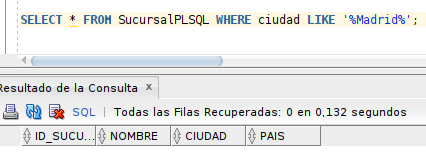 SELECT * FROM SucursalPLSQL WHERE ciudad LIKE '%Madrid%';
Resultado de la Consulta x
SQL | Todas las Filas Recuperadas: 0 en 0,132 segundos
ID_SUCU... NOMBRE CIUDAD PAIS